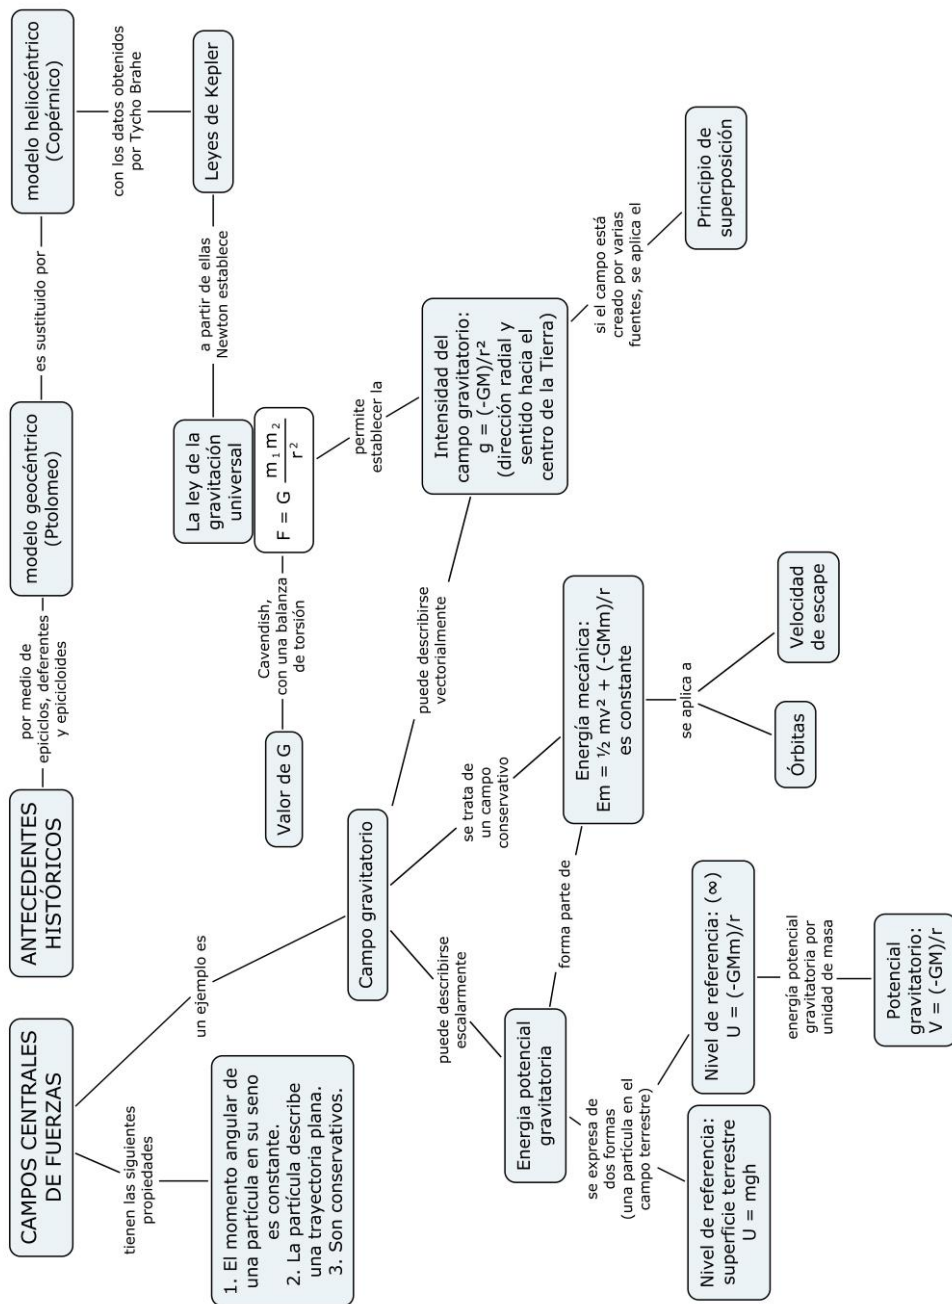 CAMPOS CENTRALES
DE FUERZAS
tienen las siguientes
propiedades
1. El momento angular de
una partícula en su seno
es constante.
2. La partícula describe
una trayectoria plana.
3. Son conservativos.
un ejemplo es
ANTECEDENTES
HISTÓRICOS
por medio de
epiciclos, deferentes
y epicicloides
modelo geocéntrico
(Ptolomeo)
es sustituido por
modelo heliocéntrico
(Copérnico)
con los datos obtenidos
por Tycho Brahe
Leyes de Kepler
a partir de ellas
Newton establece
La ley de la
gravitación
universal
F = G m₁ m₂ / r²
Cavendish,
con una balanza
de torsión
Valor de G
permite
establecer la
Intensidad del
campo gravitatorio:
g = (-GM)/r²
(dirección radial y
sentido hacia el
centro de la Tierra)
si el campo está
creado por varias
fuentes, se aplica el
Principio de
superposición
Campo gravitatorio
puede describirse
vectorialmente
se trata de
un campo
conservativo
puede describirse
escalarmente
Energía mecánica:
Em = ½ mv² + (-GMm)/r
es constante
se aplica a
Órbitas
Velocidad
de escape
Energía potencial
gravitatoria
forma parte de
se expresa de
dos formas
(una partícula en el
campo terrestre)
Nivel de referencia:
superficie terrestre
U = mgh
Nivel de referencia: (∞)
U = (-GMm)/r
energía potencial
gravitatoria por
unidad de masa
Potencial
gravitatorio:
V = (-GM)/r